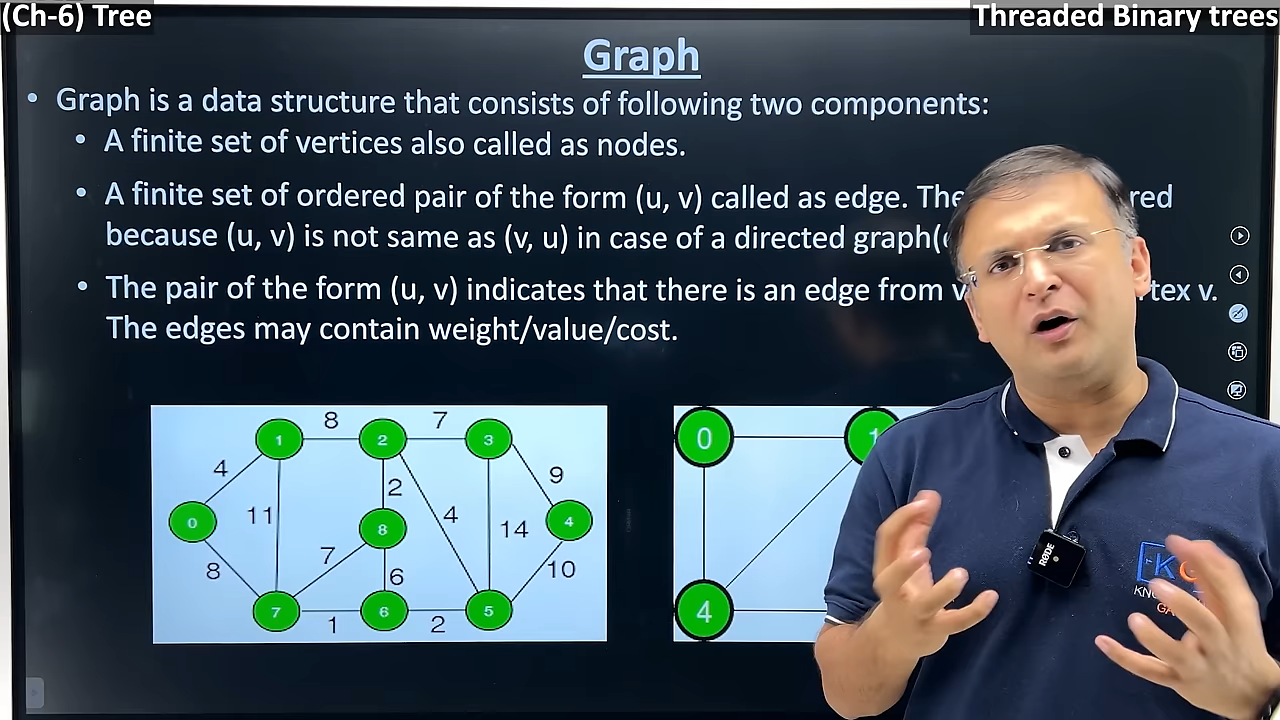 (Ch-6) Tree
Threaded Binary trees
Graph
• Graph is a data structure that consists of following two components:
• A finite set of vertices also called as nodes.
• A finite set of ordered pair of the form (u, v) called as edge. The
because (u, v) is not same as (v, u) in case of a directed graph(
• The pair of the form (u, v) indicates that there is an edge from v
tex v.
The edges may contain weight/value/cost.
8 7
1 2 3
4 9
2
11 4
0 8 14 4
7
8 6 10
7 6 5
1 2
0 1
4
RØDE
KG